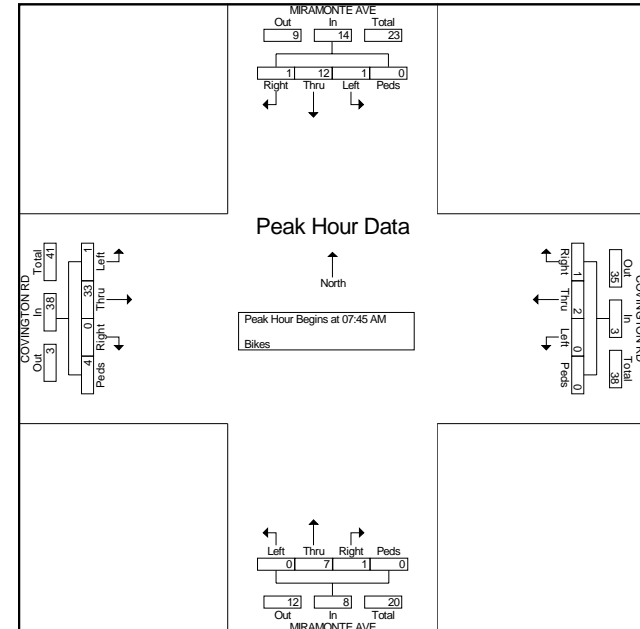 MIRAMONTE AVE
Out In Total
9 14 23
1 12 1 0
Right Thru Left Peds
Peak Hour Data
North
Peak Hour Begins at 07:45 AM
Bikes
COVINGTON RD
Total In Out
41 38 3
1 33 0 4
Left Thru Right Peds
COVINGTON RD
Out In Total
35 3 38
1 2 0 0
Right Thru Left Peds
Left Thru Right Peds
0 7 1 0
12 8 20
Out In Total
MIRAMONTE AVE